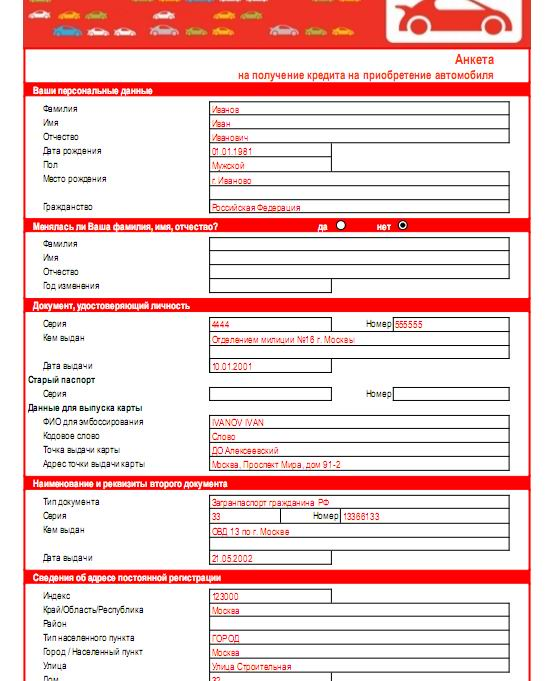 Анкета
на получение кредита на приобретение автомобиля
Ваши персональные данные
Фамилия Иванов
Имя Иван
Отчество Иванович
Дата рождения 01.01.1981
Пол Мужской
Место рождения г. Иваново
Гражданство Российская Федерация
Менялась ли Ваша фамилия, имя, отчество? да нет
Фамилия
Имя
Отчество
Год изменения
Документ, удостоверяющий личность
Серия 4444 Номер 555555
Кем выдан Отделением милиции №18 г. Москвы
Дата выдачи 10.01.2001
Старый паспорт
Серия Номер
Данные для выпуска карты
ФИО для эмбоссирования IVANOV IVAN
Кодовое слово Слово
Точка выдачи карты ДО Алексеевский
Адрес точки выдачи карты Москва, Проспект Мира, дом 91-2
Наименование и реквизиты второго документа
Тип документа Загранпаспорт гражданина РФ
Серия 33 Номер 13366133
Кем выдан ОВД 13 по г. Москве
Дата выдачи 21.05.2002
Сведения об адресе постоянной регистрации
Индекс 123000
Край/Область/Республика Москва
Район
Тип населенного пункта ГОРОД
Город / Населенный пункт Москва
Улица Улица Строительная
Дом 32